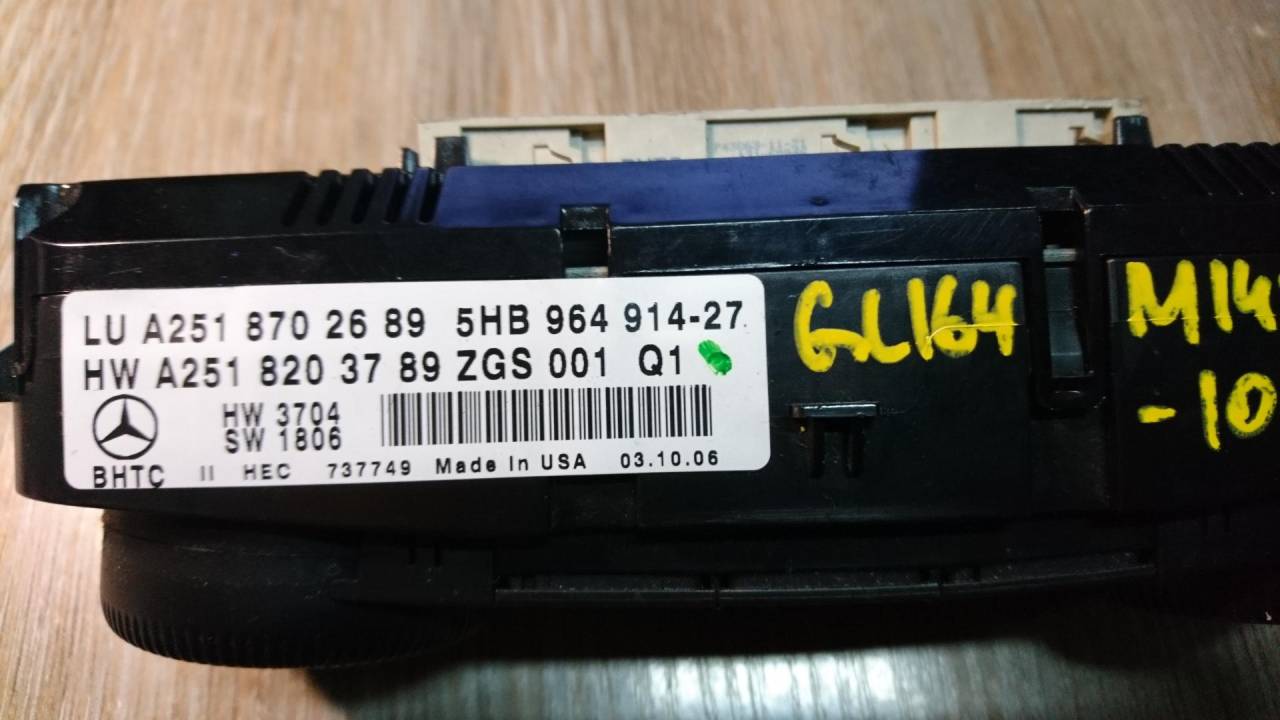 LU A251 870 26 89 5HB 964 914-27
HW A251 820 37 89 ZGS 001 Q1
HW 3704
SW 1806
BHTC II HEC 737749 Made In USA 03.10.06
GL164
M14
-10